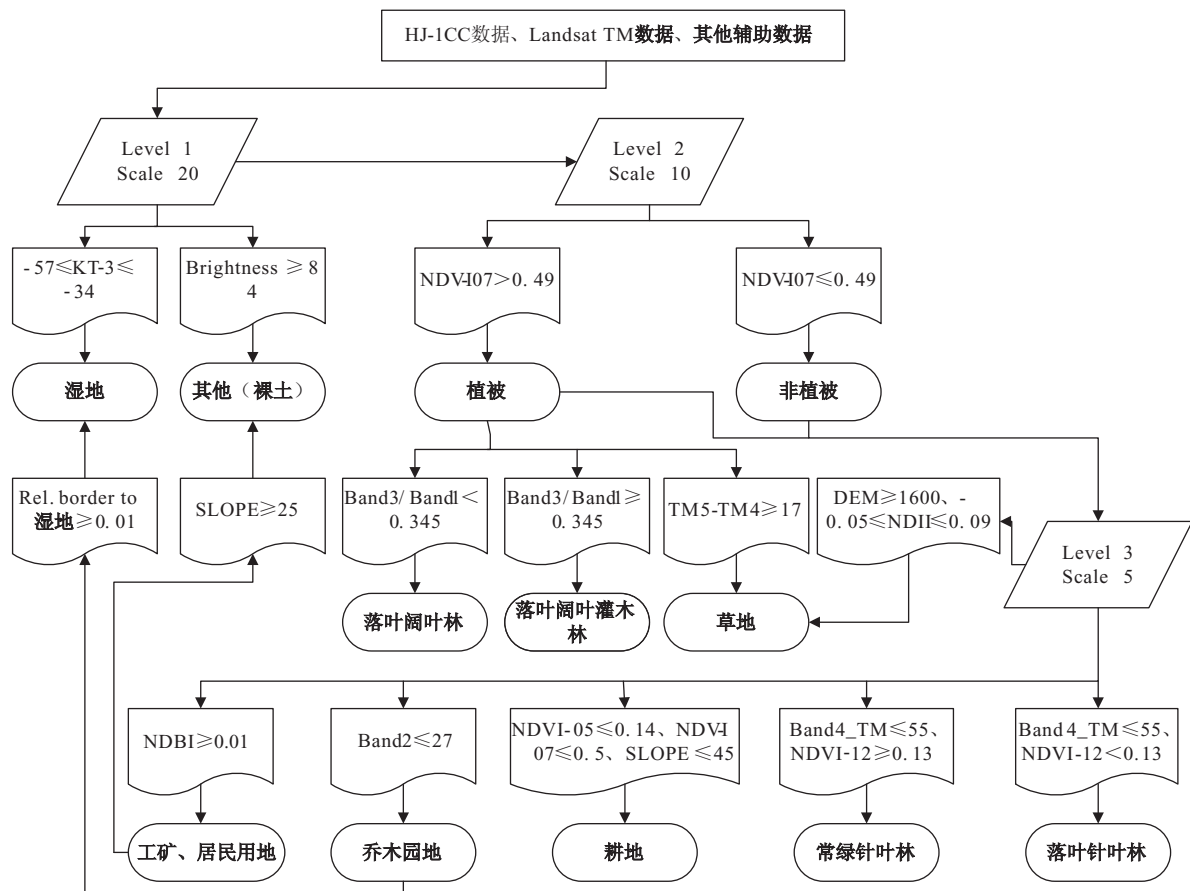 HJ-1CC数据、Landsat TM数据、其他辅助数据
Level 1
Scale 20
Level 2
Scale 10
-57≤KT-3≤
-34
Brightness ≥8
4
NDV-I07>0.49
NDV-I07≤0.49
湿地
其他（裸土）
植被
非植被
Rel. border to
湿地≥0.01
SLOPE≥25
Band3/Band1<
0.345
Band3/Band1≥
0.345
TM5-TM4≥17
DEM≥1600、-
0.05≤NDII≤0.09
Level 3
Scale 5
落叶阔叶林
落叶阔叶灌木
林
草地
NDBI≥0.01
Band2≤27
NDVI-05≤0.14、NDV-I
07≤0.5、SLOPE≤45
Band4_TM≤55、
NDVI-12≥0.13
Band4_TM≤55、
NDVI-12<0.13
工矿、居民用地
乔木园地
耕地
常绿针叶林
落叶针叶林